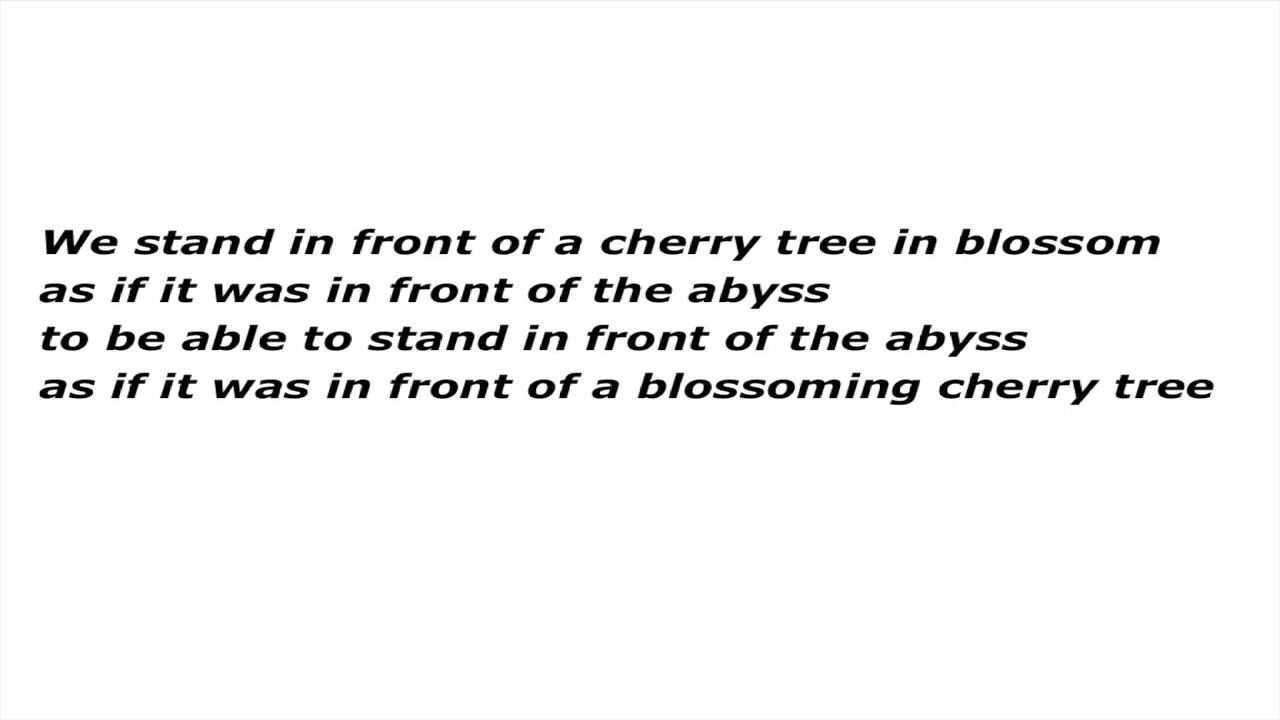 We stand in front of a cherry tree in blossom
as if it was in front of the abyss
to be able to stand in front of the abyss
as if it was in front of a blossoming cherry tree